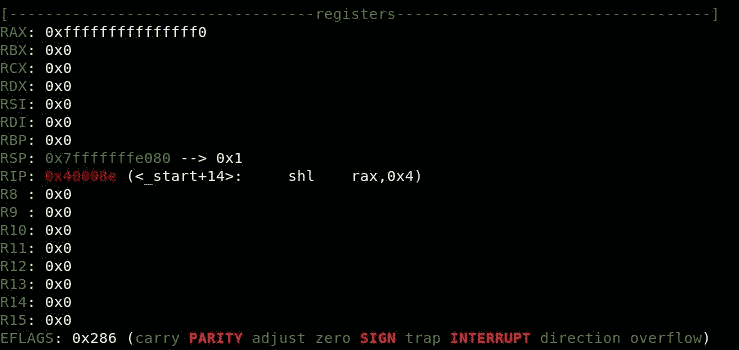 [----------------------------------registers-----------------------------------]
RAX: 0xfffffffffffffff0
RBX: 0x0
RCX: 0x0
RDX: 0x0
RSI: 0x0
RDI: 0x0
RBP: 0x0
RSP: 0x7fffffffe080 --> 0x1
RIP: 0x40008e (<_start+14>:     shl    rax,0x4)
R8 : 0x0
R9 : 0x0
R10: 0x0
R11: 0x0
R12: 0x0
R13: 0x0
R14: 0x0
R15: 0x0
EFLAGS: 0x286 (carry PARITY adjust zero SIGN trap INTERRUPT direction overflow)